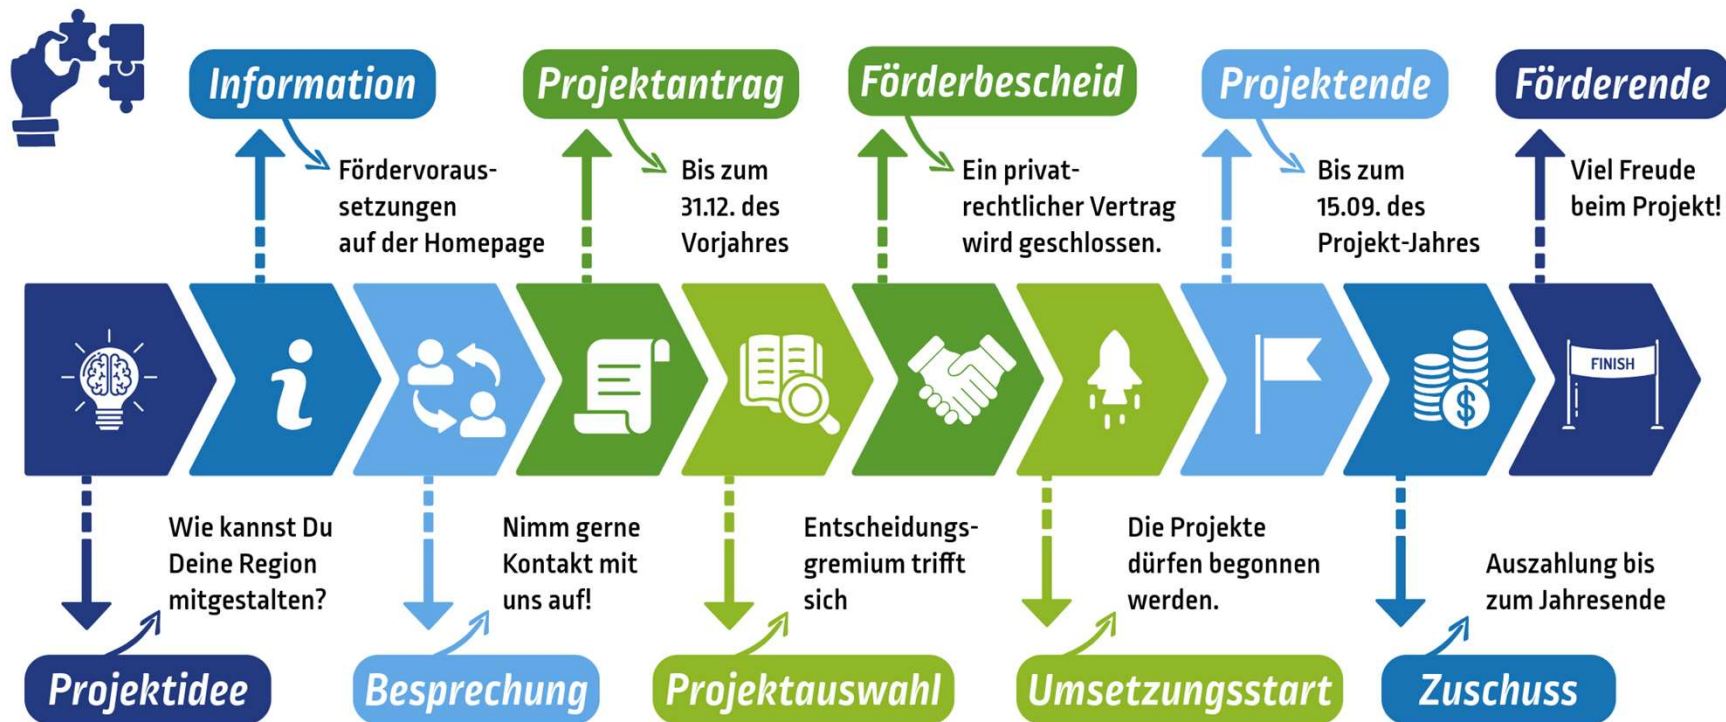 Information
Fördervoraus-
setzungen
auf der Homepage
Projektantrag
Bis zum
31.12. des
Vorjahres
Förderbescheid
Ein privat-
rechtlicher Vertrag
wird geschlossen.
Projektende
Bis zum
15.09. des
Projekt-Jahres
Förderende
Viel Freude
beim Projekt!
FINISH
$
Wie kannst Du
Deine Region
mitgestalten?
Projektidee
Nimm gerne
Kontakt mit
uns auf!
Besprechung
Entscheidungs-
gremium trifft
sich
Projektauswahl
Die Projekte
dürfen begonnen
werden.
Umsetzungsstart
Auszahlung bis
zum Jahresende
Zuschuss